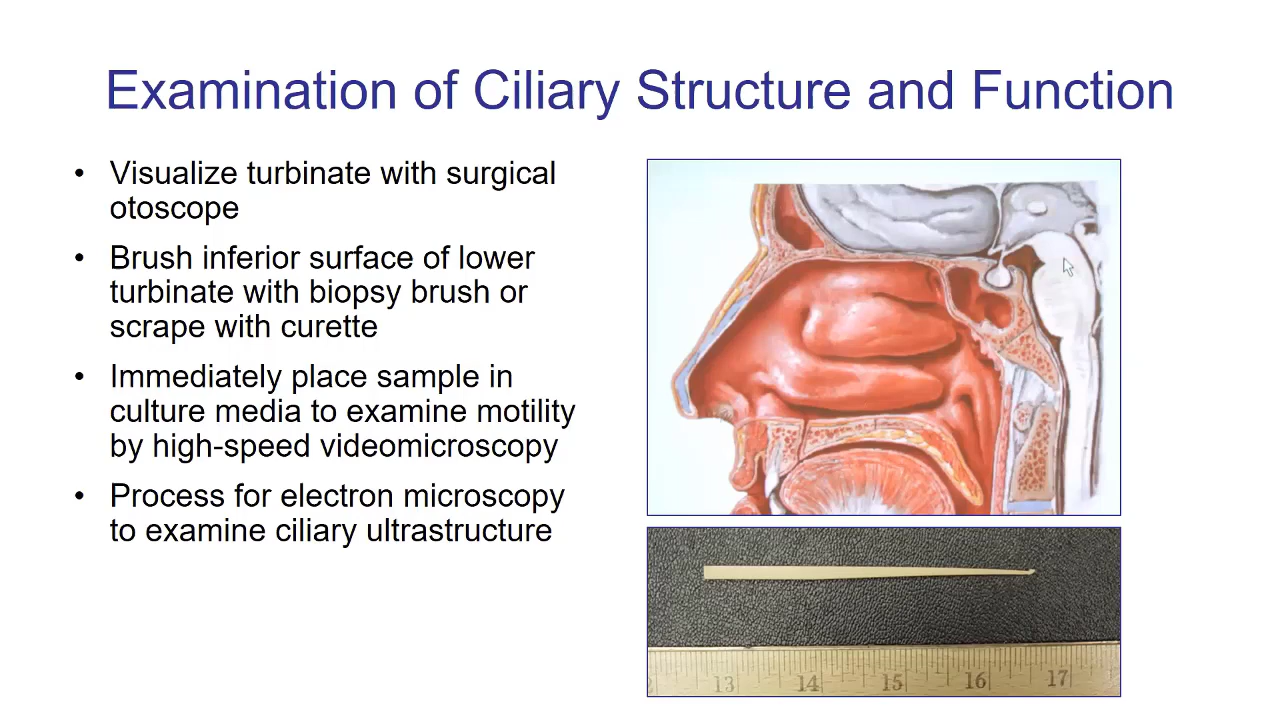 Examination of Ciliary Structure and Function
• Visualize turbinate with surgical
otoscope
• Brush inferior surface of lower
turbinate with biopsy brush or
scrape with curette
• Immediately place sample in
culture media to examine motility
by high-speed videomicroscopy
• Process for electron microscopy
to examine ciliary ultrastructure
13 14 15 16 17